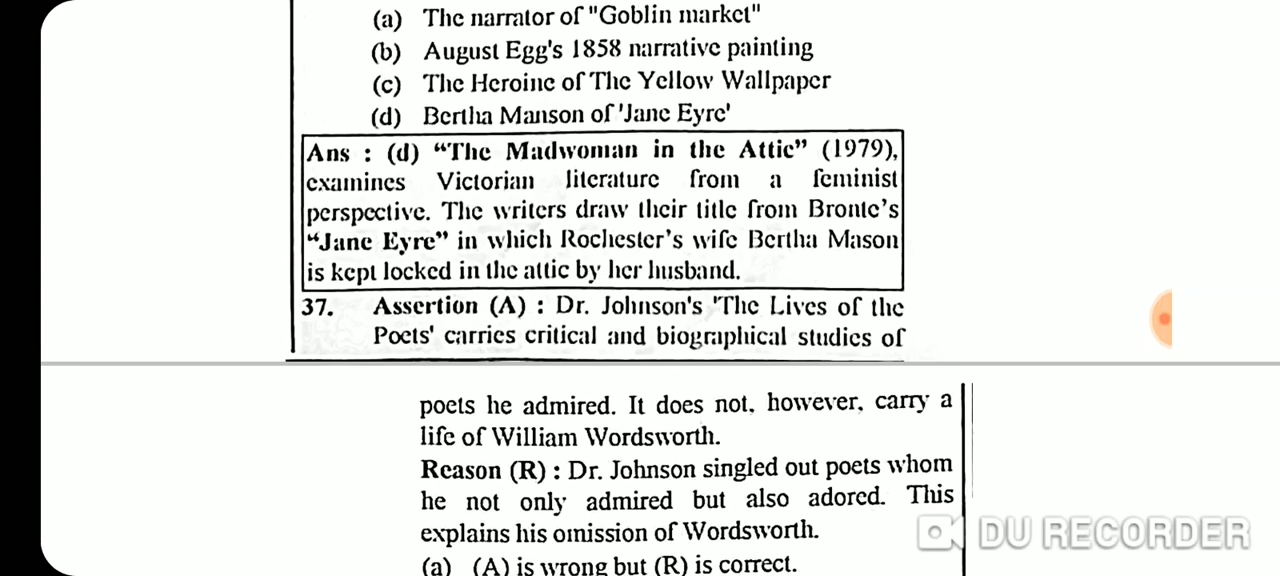 (a) The narrator of "Goblin market"
(b) August Egg's 1858 narrative painting
(c) The Heroine of The Yellow Wallpaper
(d) Bertha Manson of 'Jane Eyre'
Ans : (d) “The Madwoman in the Attic” (1979),
examines Victorian literature from a feminist
perspective. The writers draw their title from Bronte’s
“Jane Eyre” in which Rochester’s wife Bertha Mason
is kept locked in the attic by her husband.
37. Assertion (A) : Dr. Johnson's 'The Lives of the
Poets' carries critical and biographical studies of
poets he admired. It does not, however, carry a
life of William Wordsworth.
Reason (R) : Dr. Johnson singled out poets whom
he not only admired but also adored. This
explains his omission of Wordsworth.
(a) (A) is wrong but (R) is correct.
DU RECORDER